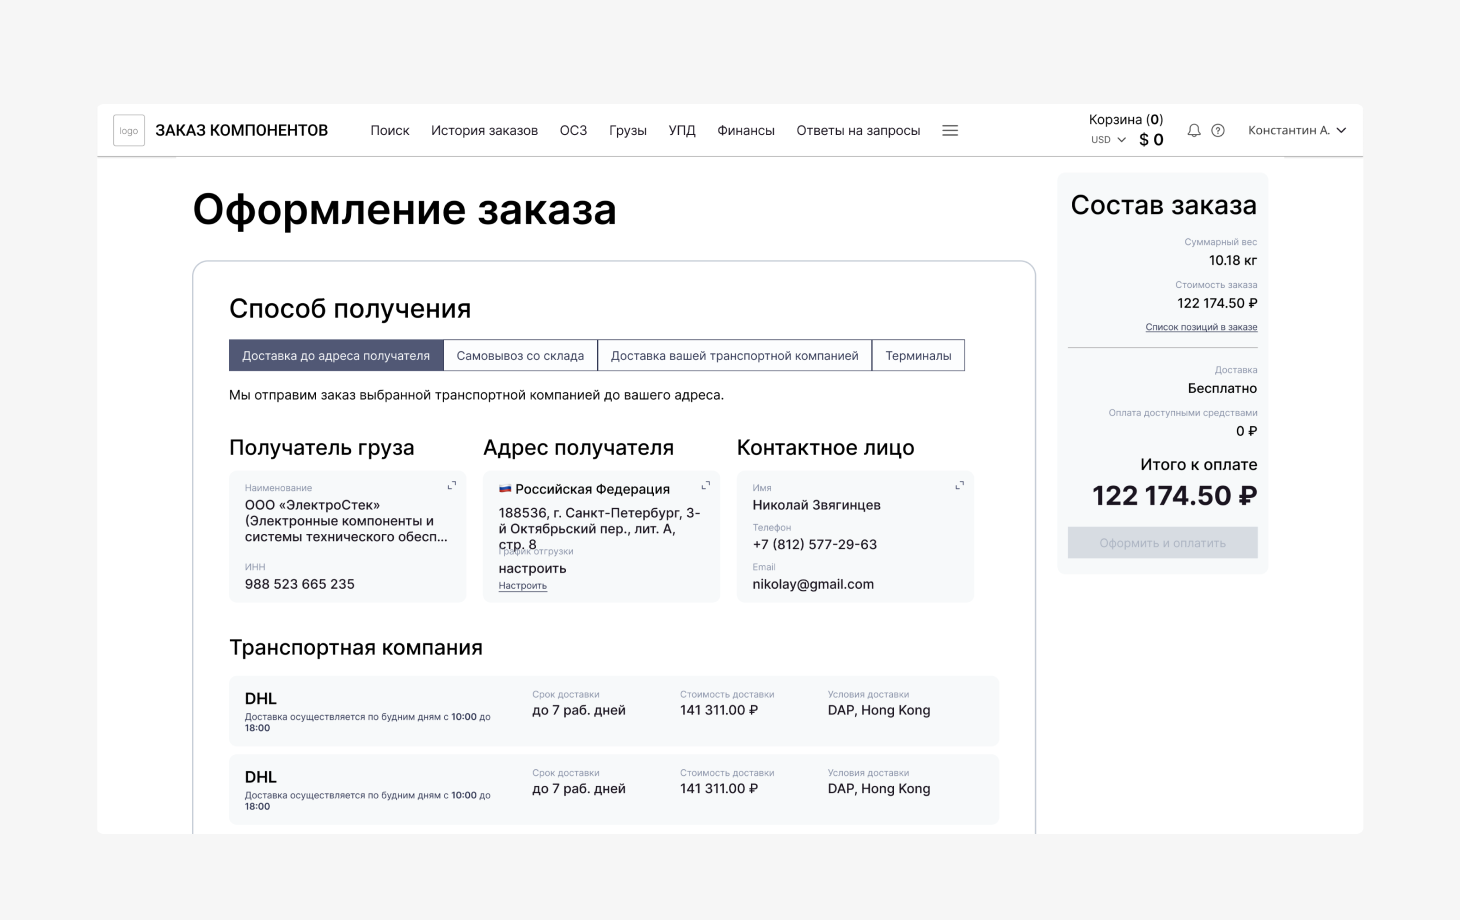 logo
ЗАКАЗ КОМПОНЕНТОВ
Поиск
История заказов
ОСЗ
Грузы
УПД
Финансы
Ответы на запросы
Корзина (0)
USD
$ 0
Константин А.
Оформление заказа
Способ получения
Доставка до адреса получателя
Самовывоз со склада
Доставка вашей транспортной компанией
Терминалы
Мы отправим заказ выбранной транспортной компанией до вашего адреса.
Получатель груза
Наименование
ООО «ЭлектроСтек»
(Электронные компоненты и
системы технического обесп...
ИНН
988 523 665 235
Адрес получателя
Российская Федерация
188536, г. Санкт-Петербург, 3-
й Октябрьский пер., лит. А,
стр. 8
График отгрузки
настроить
Настроить
Контактное лицо
Имя
Николай Звягинцев
Телефон
+7 (812) 577-29-63
Email
nikolay@gmail.com
Транспортная компания
DHL
Доставка осуществляется по будним дням с 10:00 до
18:00
Срок доставки
до 7 раб. дней
Стоимость доставки
141 311.00 ₽
Условия доставки
DAP, Hong Kong
DHL
Доставка осуществляется по будним дням с 10:00 до
18:00
Срок доставки
до 7 раб. дней
Стоимость доставки
141 311.00 ₽
Условия доставки
DAP, Hong Kong
Состав заказа
Суммарный вес
10.18 кг
Стоимость заказа
122 174.50 ₽
Список позиций в заказе
Доставка
Бесплатно
Оплата доступными средствами
0 ₽
Итого к оплате
122 174.50 ₽
Оформить и оплатить